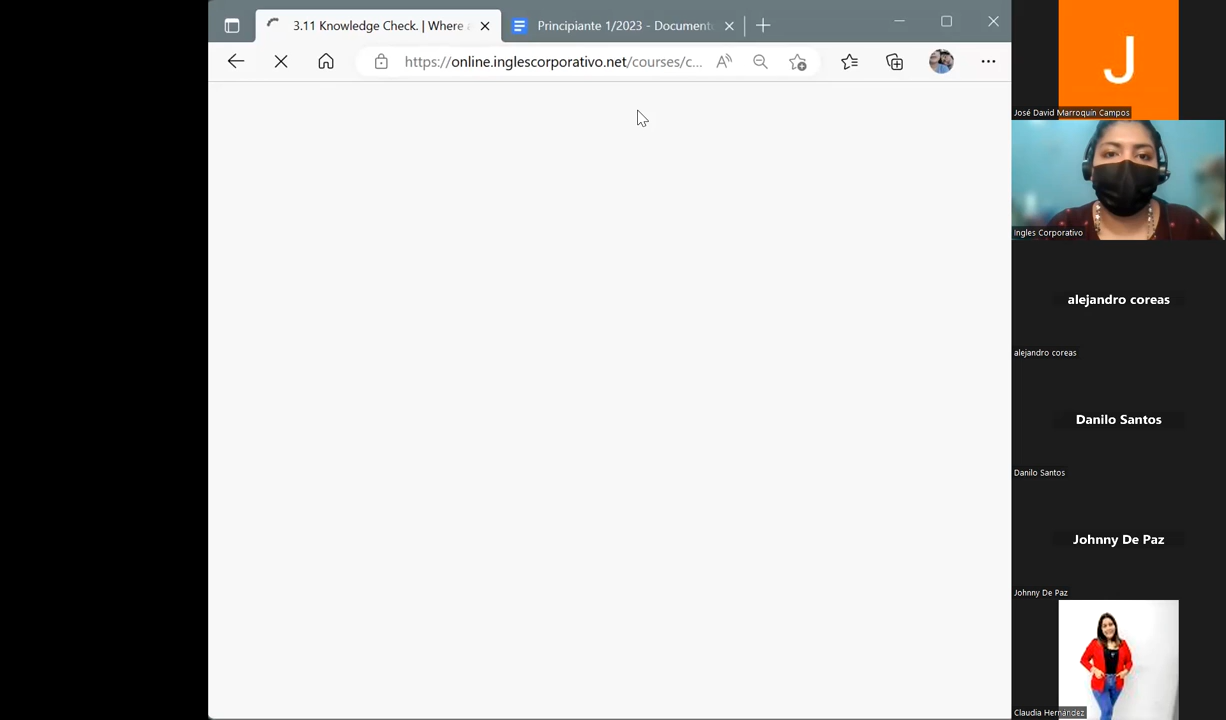 3.11 Knowledge Check. | Where
Principiante 1/2023 - Document
https://online.inglescorporativo.net/courses/c...
J
José David Marroquín Campos
Ingles Corporativo
alejandro coreas
alejandro coreas
Danilo Santos
Danilo Santos
Johnny De Paz
Johnny De Paz
Claudia Hernández